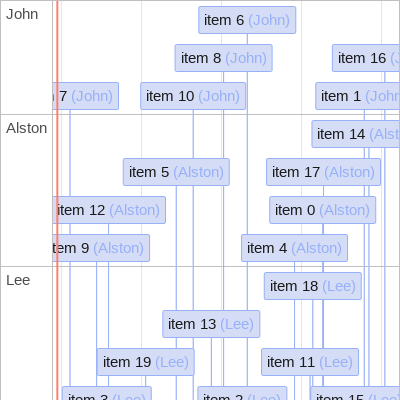 John
item 6 (John)
item 8 (John)
item 16 (J
7 (John)
item 10 (John)
item 1 (John
Alston
item 14 (Alst
item 5 (Alston)
item 17 (Alston)
item 12 (Alston)
item 0 (Alston)
tem 9 (Alston)
item 4 (Alston)
Lee
item 18 (Lee)
item 13 (Lee)
item 19 (Lee)
item 11 (Lee)
item 3 (Lee)
item 2 (Lee)
item 15 (Lee)